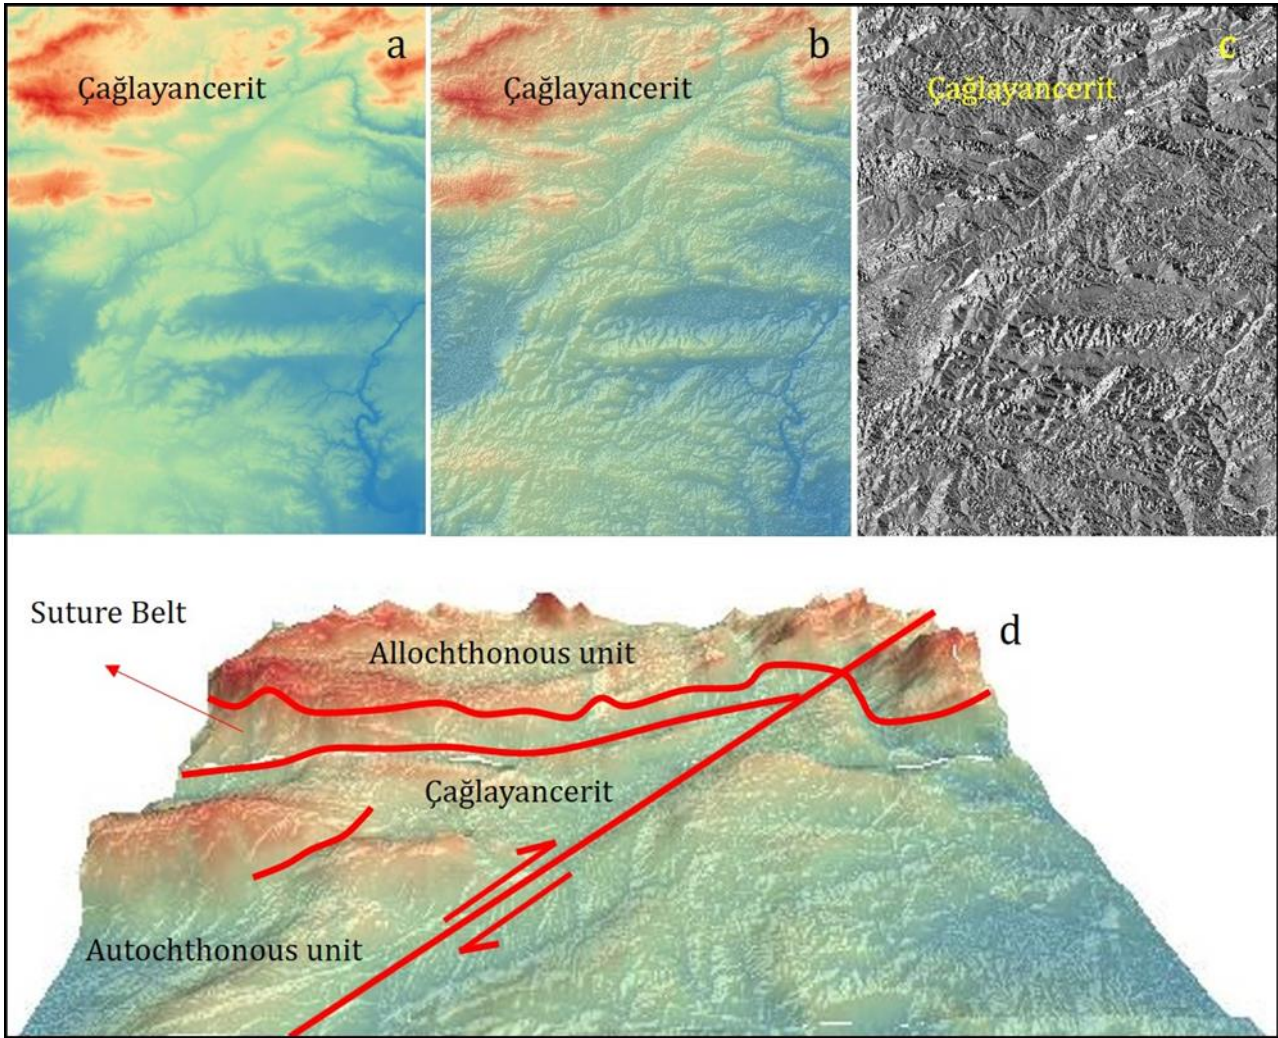 a
Çağlayancerit
b
Çağlayancerit
c
Çağlayancerit
d
Suture Belt
Allochthonous unit
Çağlayancerit
Autochthonous unit